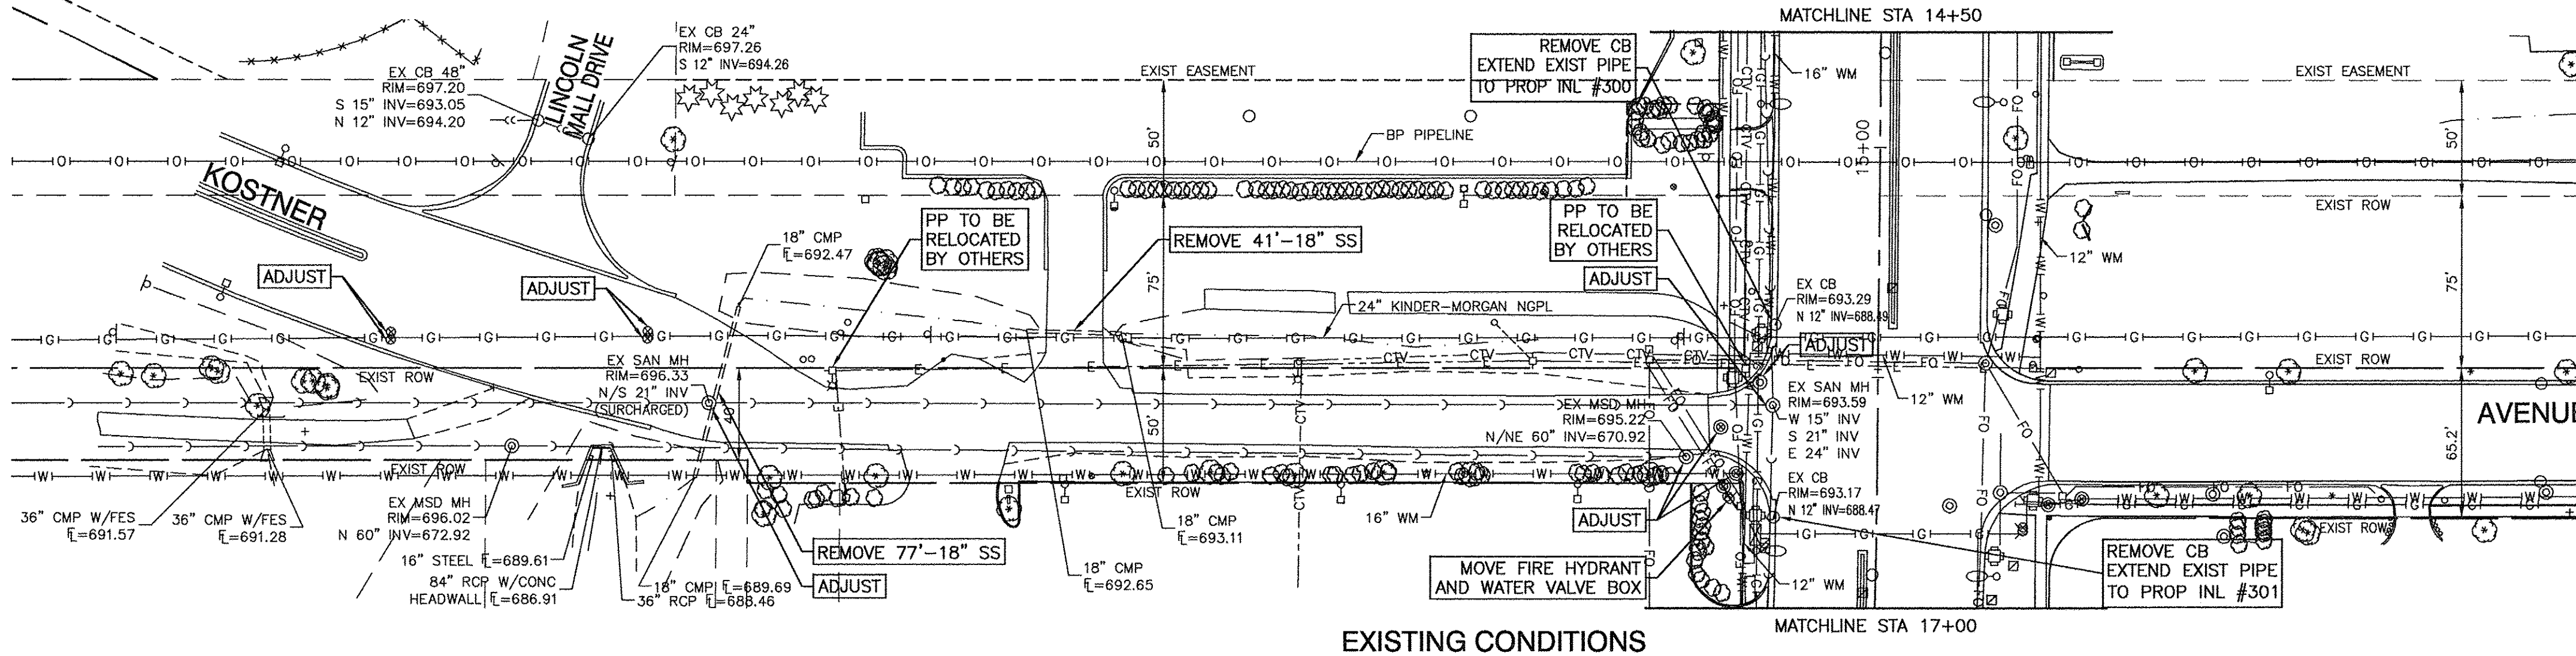 MATCHLINE STA 14+50
EX CB 24"
RIM=697.26
S 12" INV=694.26
LINCOLN
MALL DRIVE
EX CB 48"
RIM=697.20
S 15" INV=693.05
N 12" INV=694.20
EXIST EASEMENT
REMOVE CB
EXTEND EXIST PIPE
TO PROP INL #300
16" WM
EXIST EASEMENT
50'
BP PIPELINE
15+00
50'
KOSTNER
EXIST ROW
18" CMP
FL=692.47
PP TO BE
RELOCATED
BY OTHERS
REMOVE 41'-18" SS
PP TO BE
RELOCATED
BY OTHERS
12" WM
ADJUST
ADJUST
75'
ADJUST
75'
24" KINDER-MORGAN NGPL
EX CB
RIM=693.29
N 12" INV=688.49
ADJUST
EX SAN MH
RIM=696.33
N/S 21" INV
(SURCHARGED)
EXIST ROW
EXIST ROW
EX SAN MH
RIM=693.59
W 15" INV
S 21" INV
E 24" INV
12" WM
50'
EX MSD MH
RIM=695.22
N/NE 60" INV=670.92
AVENUE
65.2'
EXIST ROW
EXIST ROW
EX CB
RIM=693.17
N 12" INV=688.47
36" CMP W/FES
FL=691.57
36" CMP W/FES
FL=691.28
EX MSD MH
RIM=696.02
N 60" INV=672.92
16" WM
18" CMP
FL=693.11
ADJUST
EXIST ROW
REMOVE 77'-18" SS
16" STEEL FL=689.61
84" RCP W/CONC
HEADWALL FL=686.91
18" CMP FL=689.69
36" RCP FL=688.46
ADJUST
18" CMP
FL=692.65
MOVE FIRE HYDRANT
AND WATER VALVE BOX
12" WM
REMOVE CB
EXTEND EXIST PIPE
TO PROP INL #301
MATCHLINE STA 17+00
EXISTING CONDITIONS